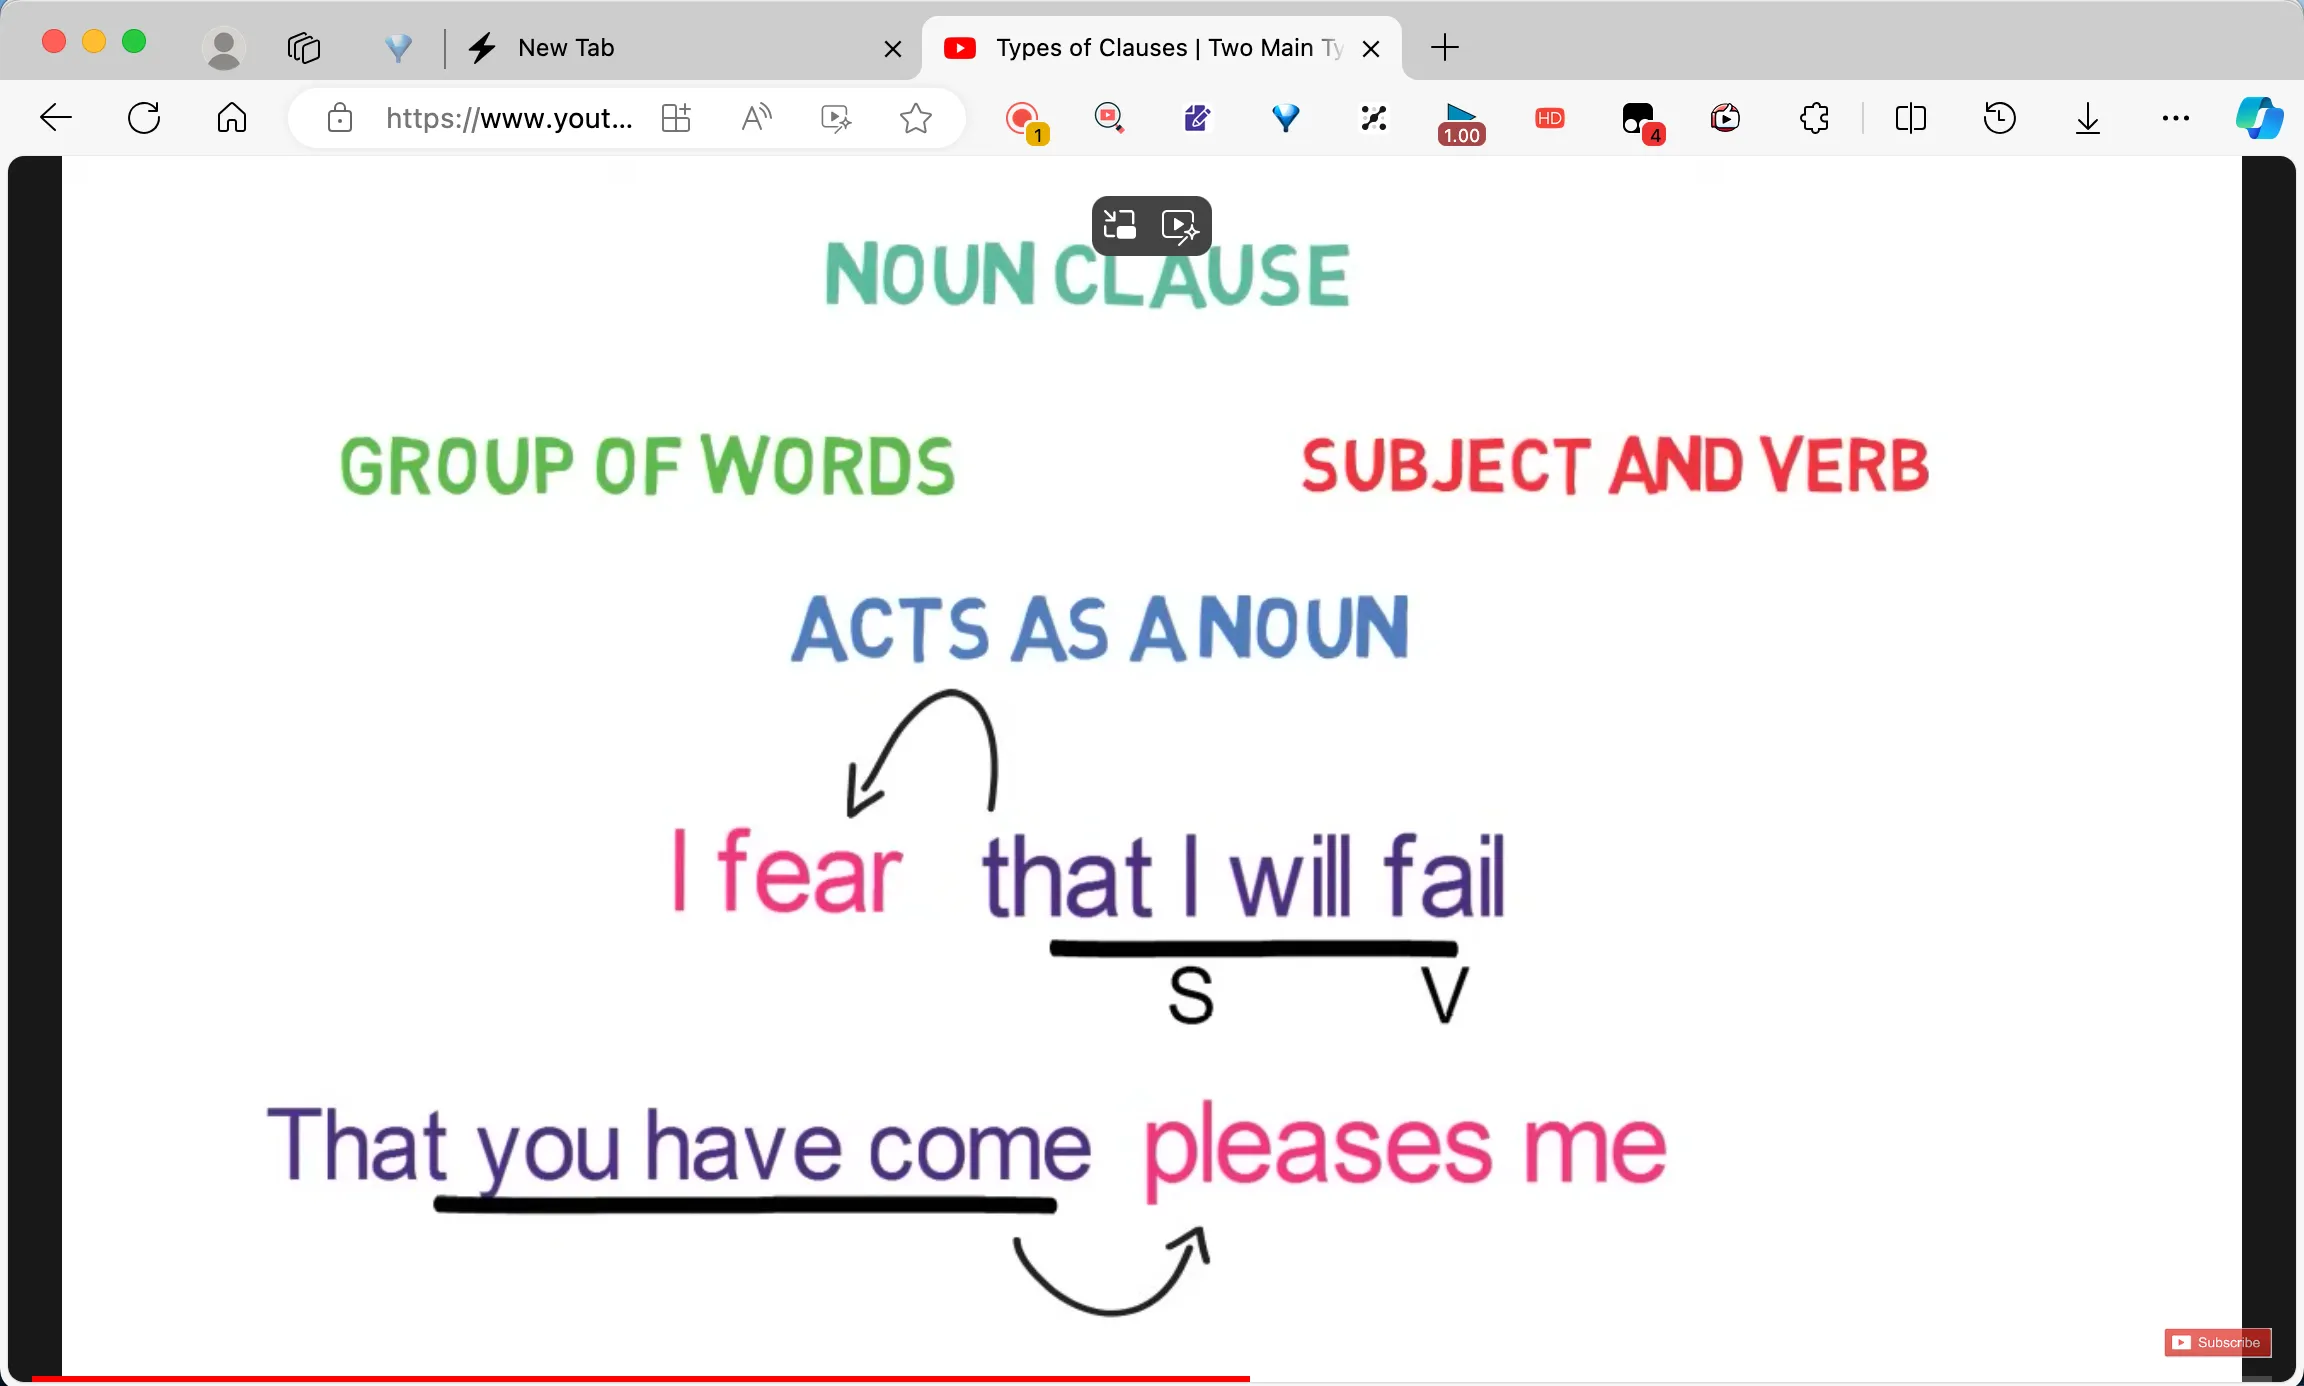 New Tab
Types of Clauses | Two Main Ty
https://www.yout...
1
1.00
HD
4
NOUN CLAUSE
GROUP OF WORDS
SUBJECT AND VERB
ACTS AS A NOUN
I fear that I will fail
S V
That you have come pleases me
Subscribe